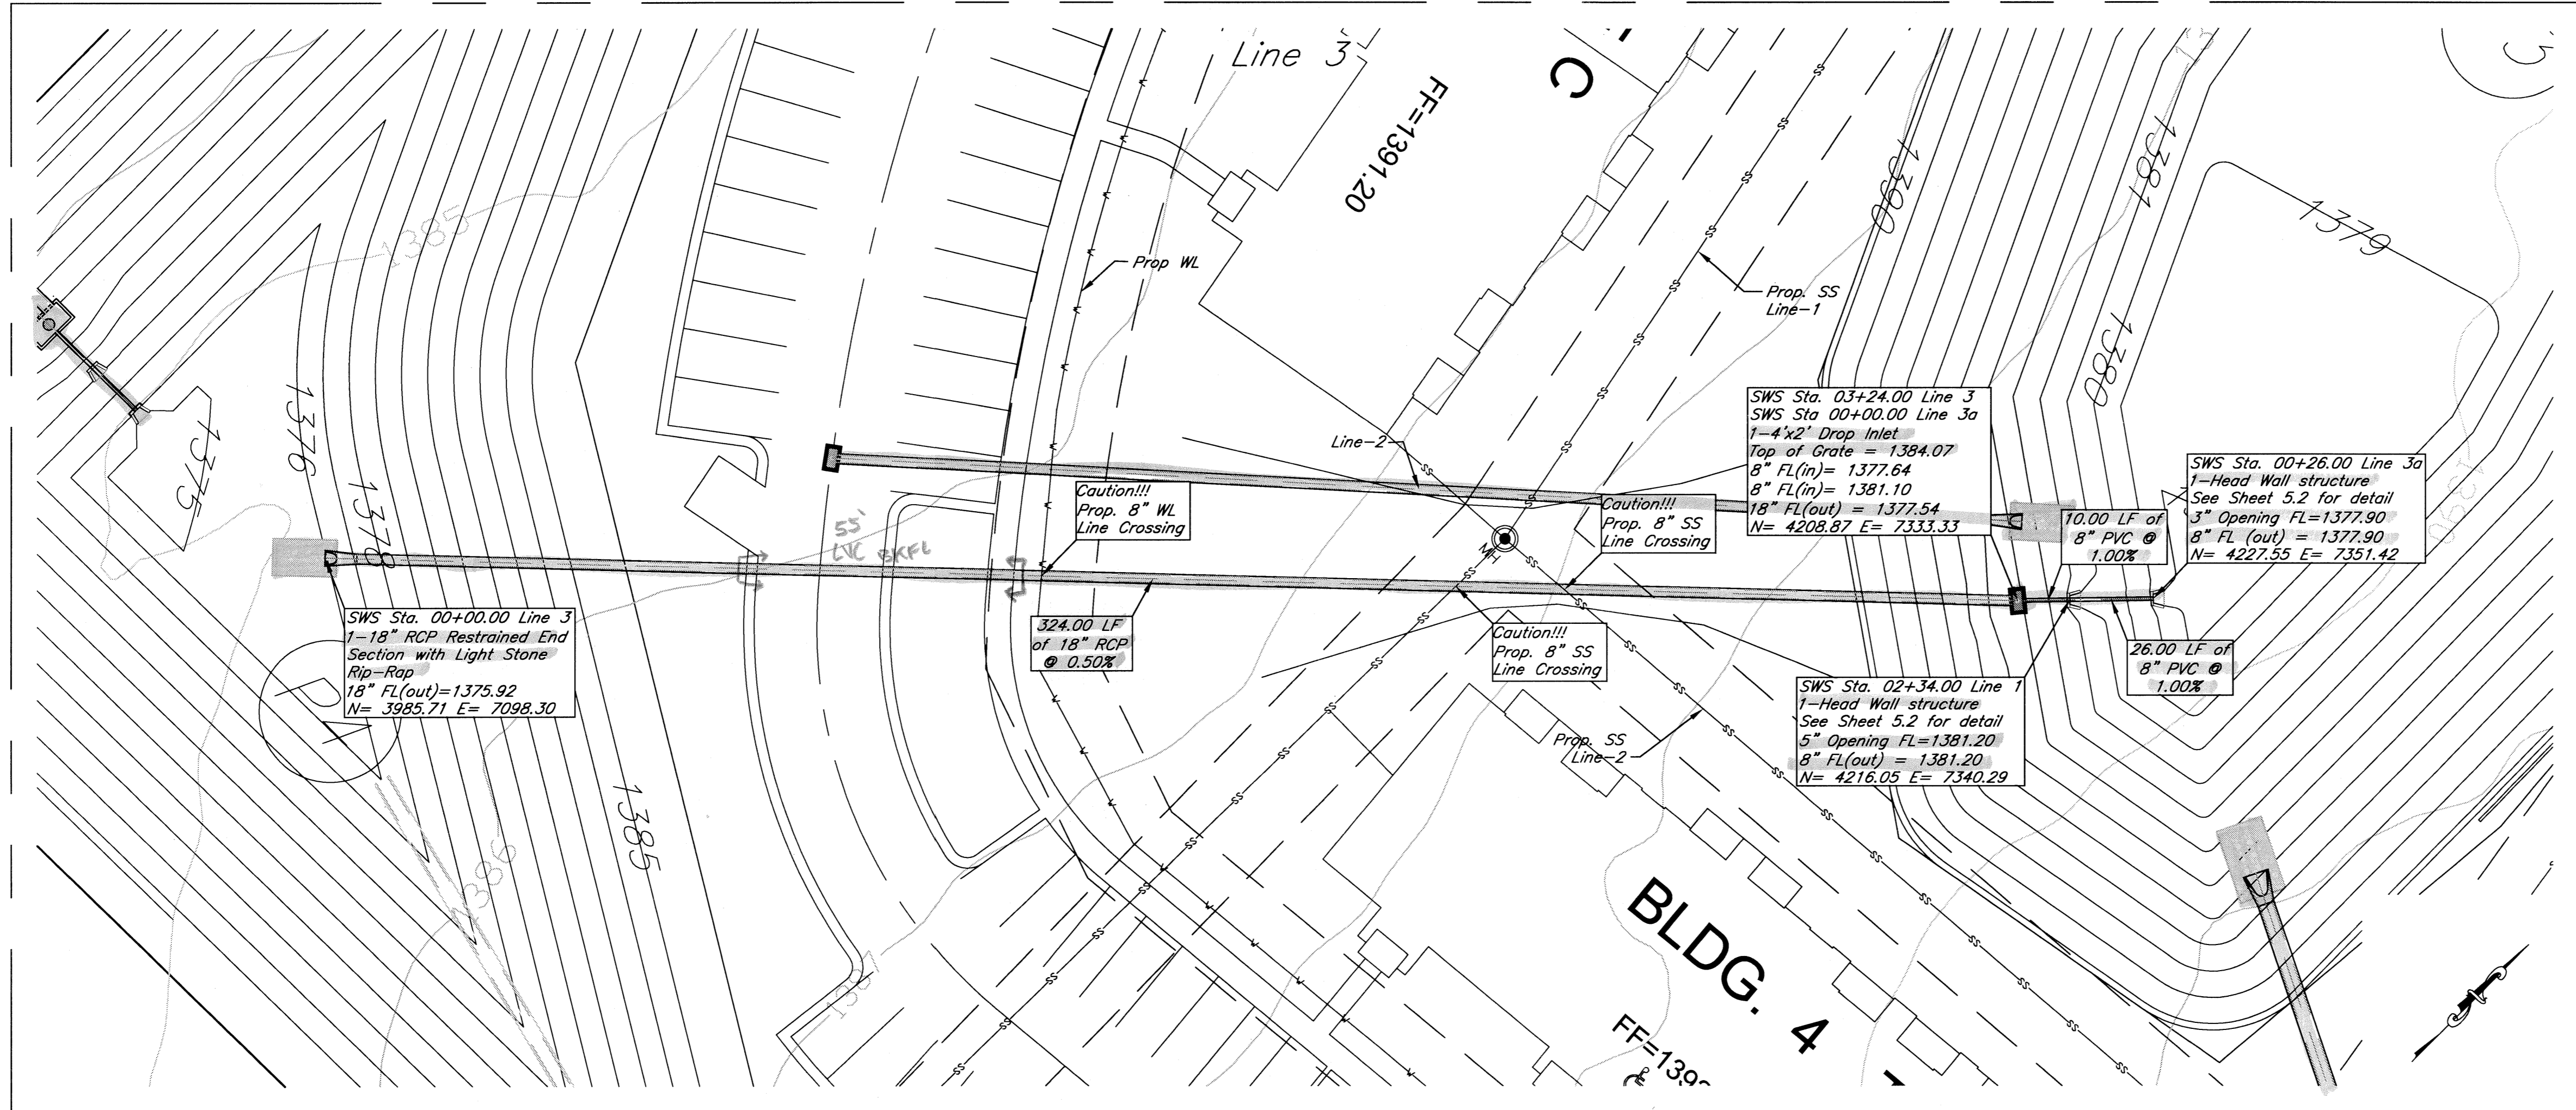 Line 3
C
FF=1391.20
1385
Prop WL
Prop. SS
Line-1
1390
1381
1379
1380
1376
1378
1375
Line-2
SWS Sta. 03+24.00 Line 3
SWS Sta 00+00.00 Line 3a
1-4'x2' Drop Inlet
Top of Grate = 1384.07
8" FL(in)= 1377.64
8" FL(in)= 1381.10
18" FL(out) = 1377.54
N= 4208.87 E= 7333.33
SWS Sta. 00+26.00 Line 3a
1-Head Wall structure
See Sheet 5.2 for detail
3" Opening FL=1377.90
8" FL (out) = 1377.90
N= 4227.55 E= 7351.42
10.00 LF of
8" PVC @
1.00%
Caution!!!
Prop. 8" WL
Line Crossing
Caution!!!
Prop. 8" SS
Line Crossing
55'
LVC BKFL
MH
SWS Sta. 00+00.00 Line 3
1-18" RCP Restrained End
Section with Light Stone
Rip-Rap
18" FL(out)=1375.92
N= 3985.71 E= 7098.30
324.00 LF
of 18" RCP
@ 0.50%
Caution!!!
Prop. 8" SS
Line Crossing
26.00 LF of
8" PVC @
1.00%
SWS Sta. 02+34.00 Line 1
1-Head Wall structure
See Sheet 5.2 for detail
5" Opening FL=1381.20
8" FL(out) = 1381.20
N= 4216.05 E= 7340.29
Prop. SS
Line-2
1385
1386
1387
BLDG. 4